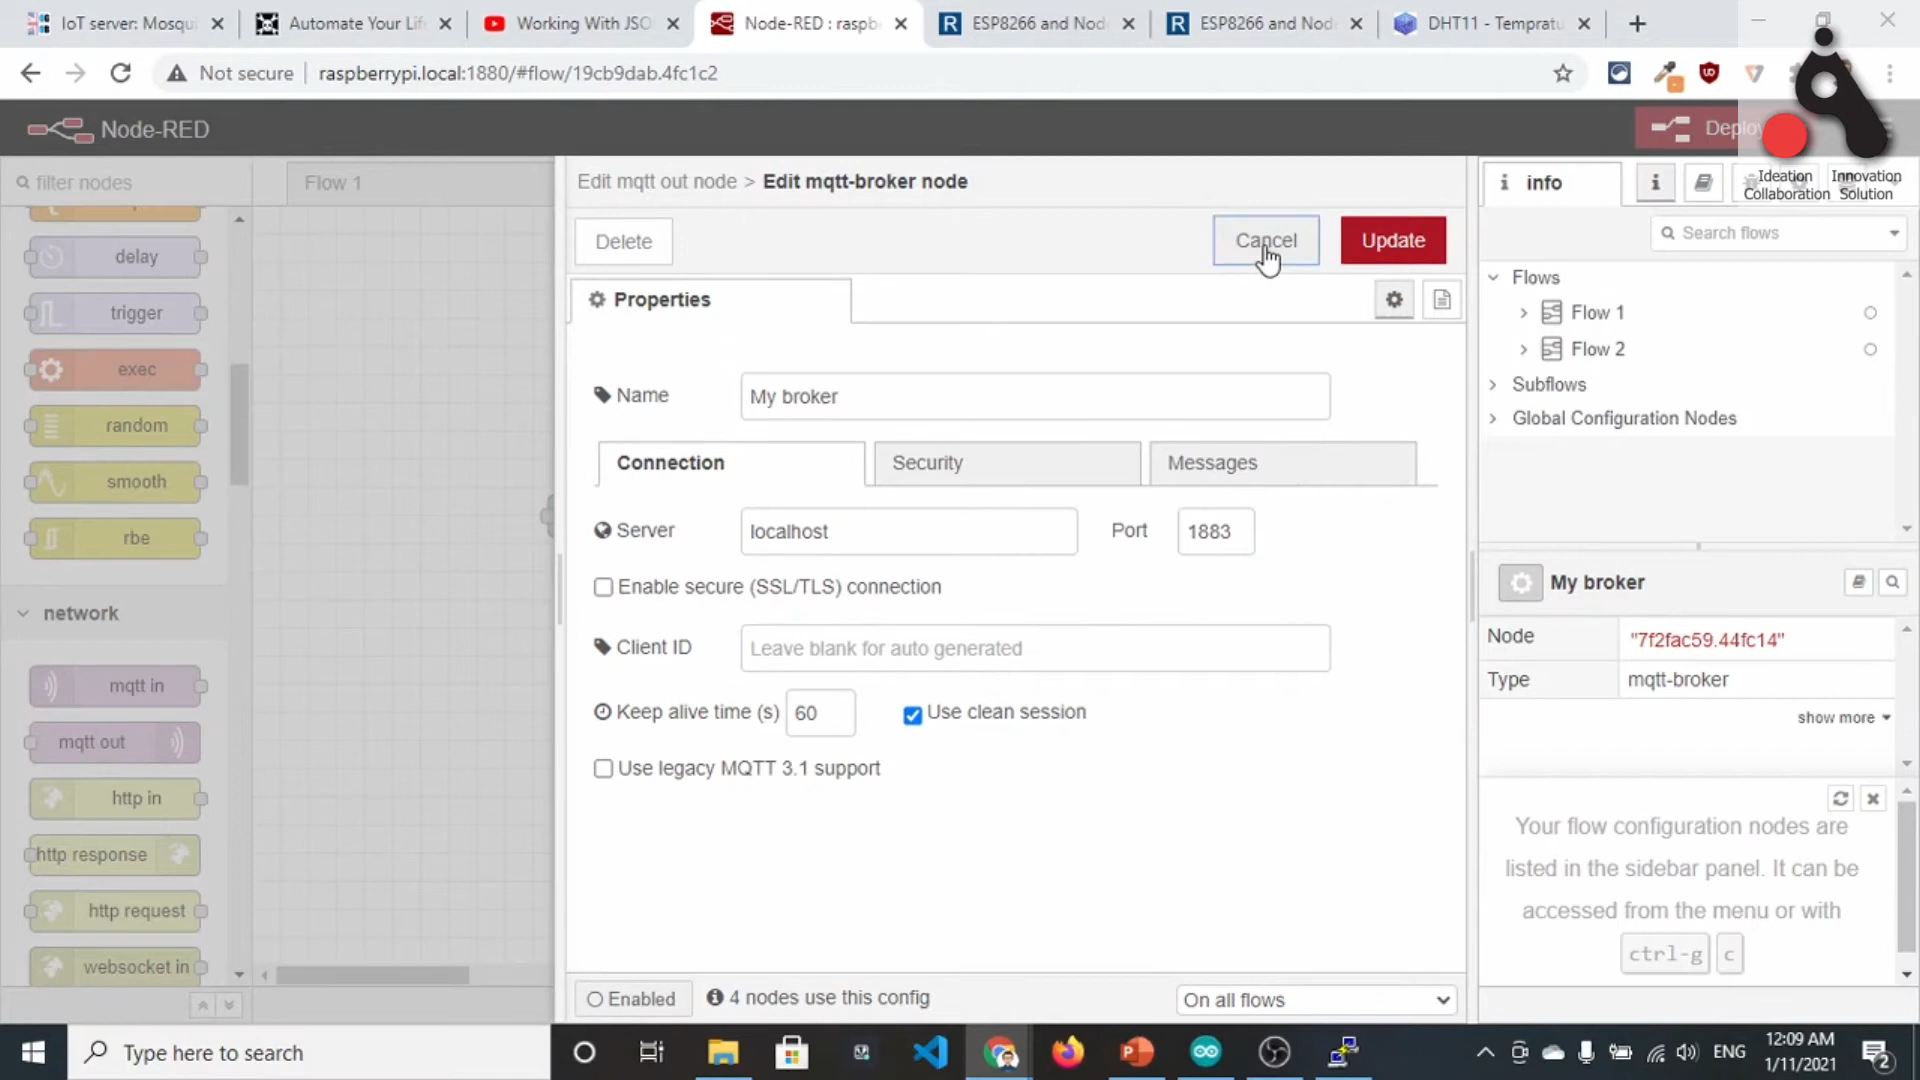 IoT server: Mosqu
Automate Your Lif
Working With JSO
Node-RED : raspb
ESP8266 and Node
ESP8266 and Node
DHT11 - Tempratu
Not secure
raspberrypi.local:1880/#flow/19cb9dab.4fc1c2
Node-RED
Deploy
Ideation Innovation
Collaboration Solution
filter nodes
Flow 1
Edit mqtt out node > Edit mqtt-broker node
info
Search flows
Delete
Cancel
Update
Properties
delay
trigger
exec
random
smooth
rbe
network
mqtt in
mqtt out
http in
http response
http request
websocket in
Name
My broker
Connection
Security
Messages
Server
localhost
Port
1883
Enable secure (SSL/TLS) connection
Client ID
Leave blank for auto generated
Keep alive time (s)
60
Use clean session
Use legacy MQTT 3.1 support
Enabled
4 nodes use this config
On all flows
Flows
Flow 1
Flow 2
Subflows
Global Configuration Nodes
My broker
Node
"7f2fac59.44fc14"
Type
mqtt-broker
show more
Your flow configuration nodes are
listed in the sidebar panel. It can be
accessed from the menu or with
ctrl-g c
Type here to search
ENG
12:09 AM
1/11/2021
2